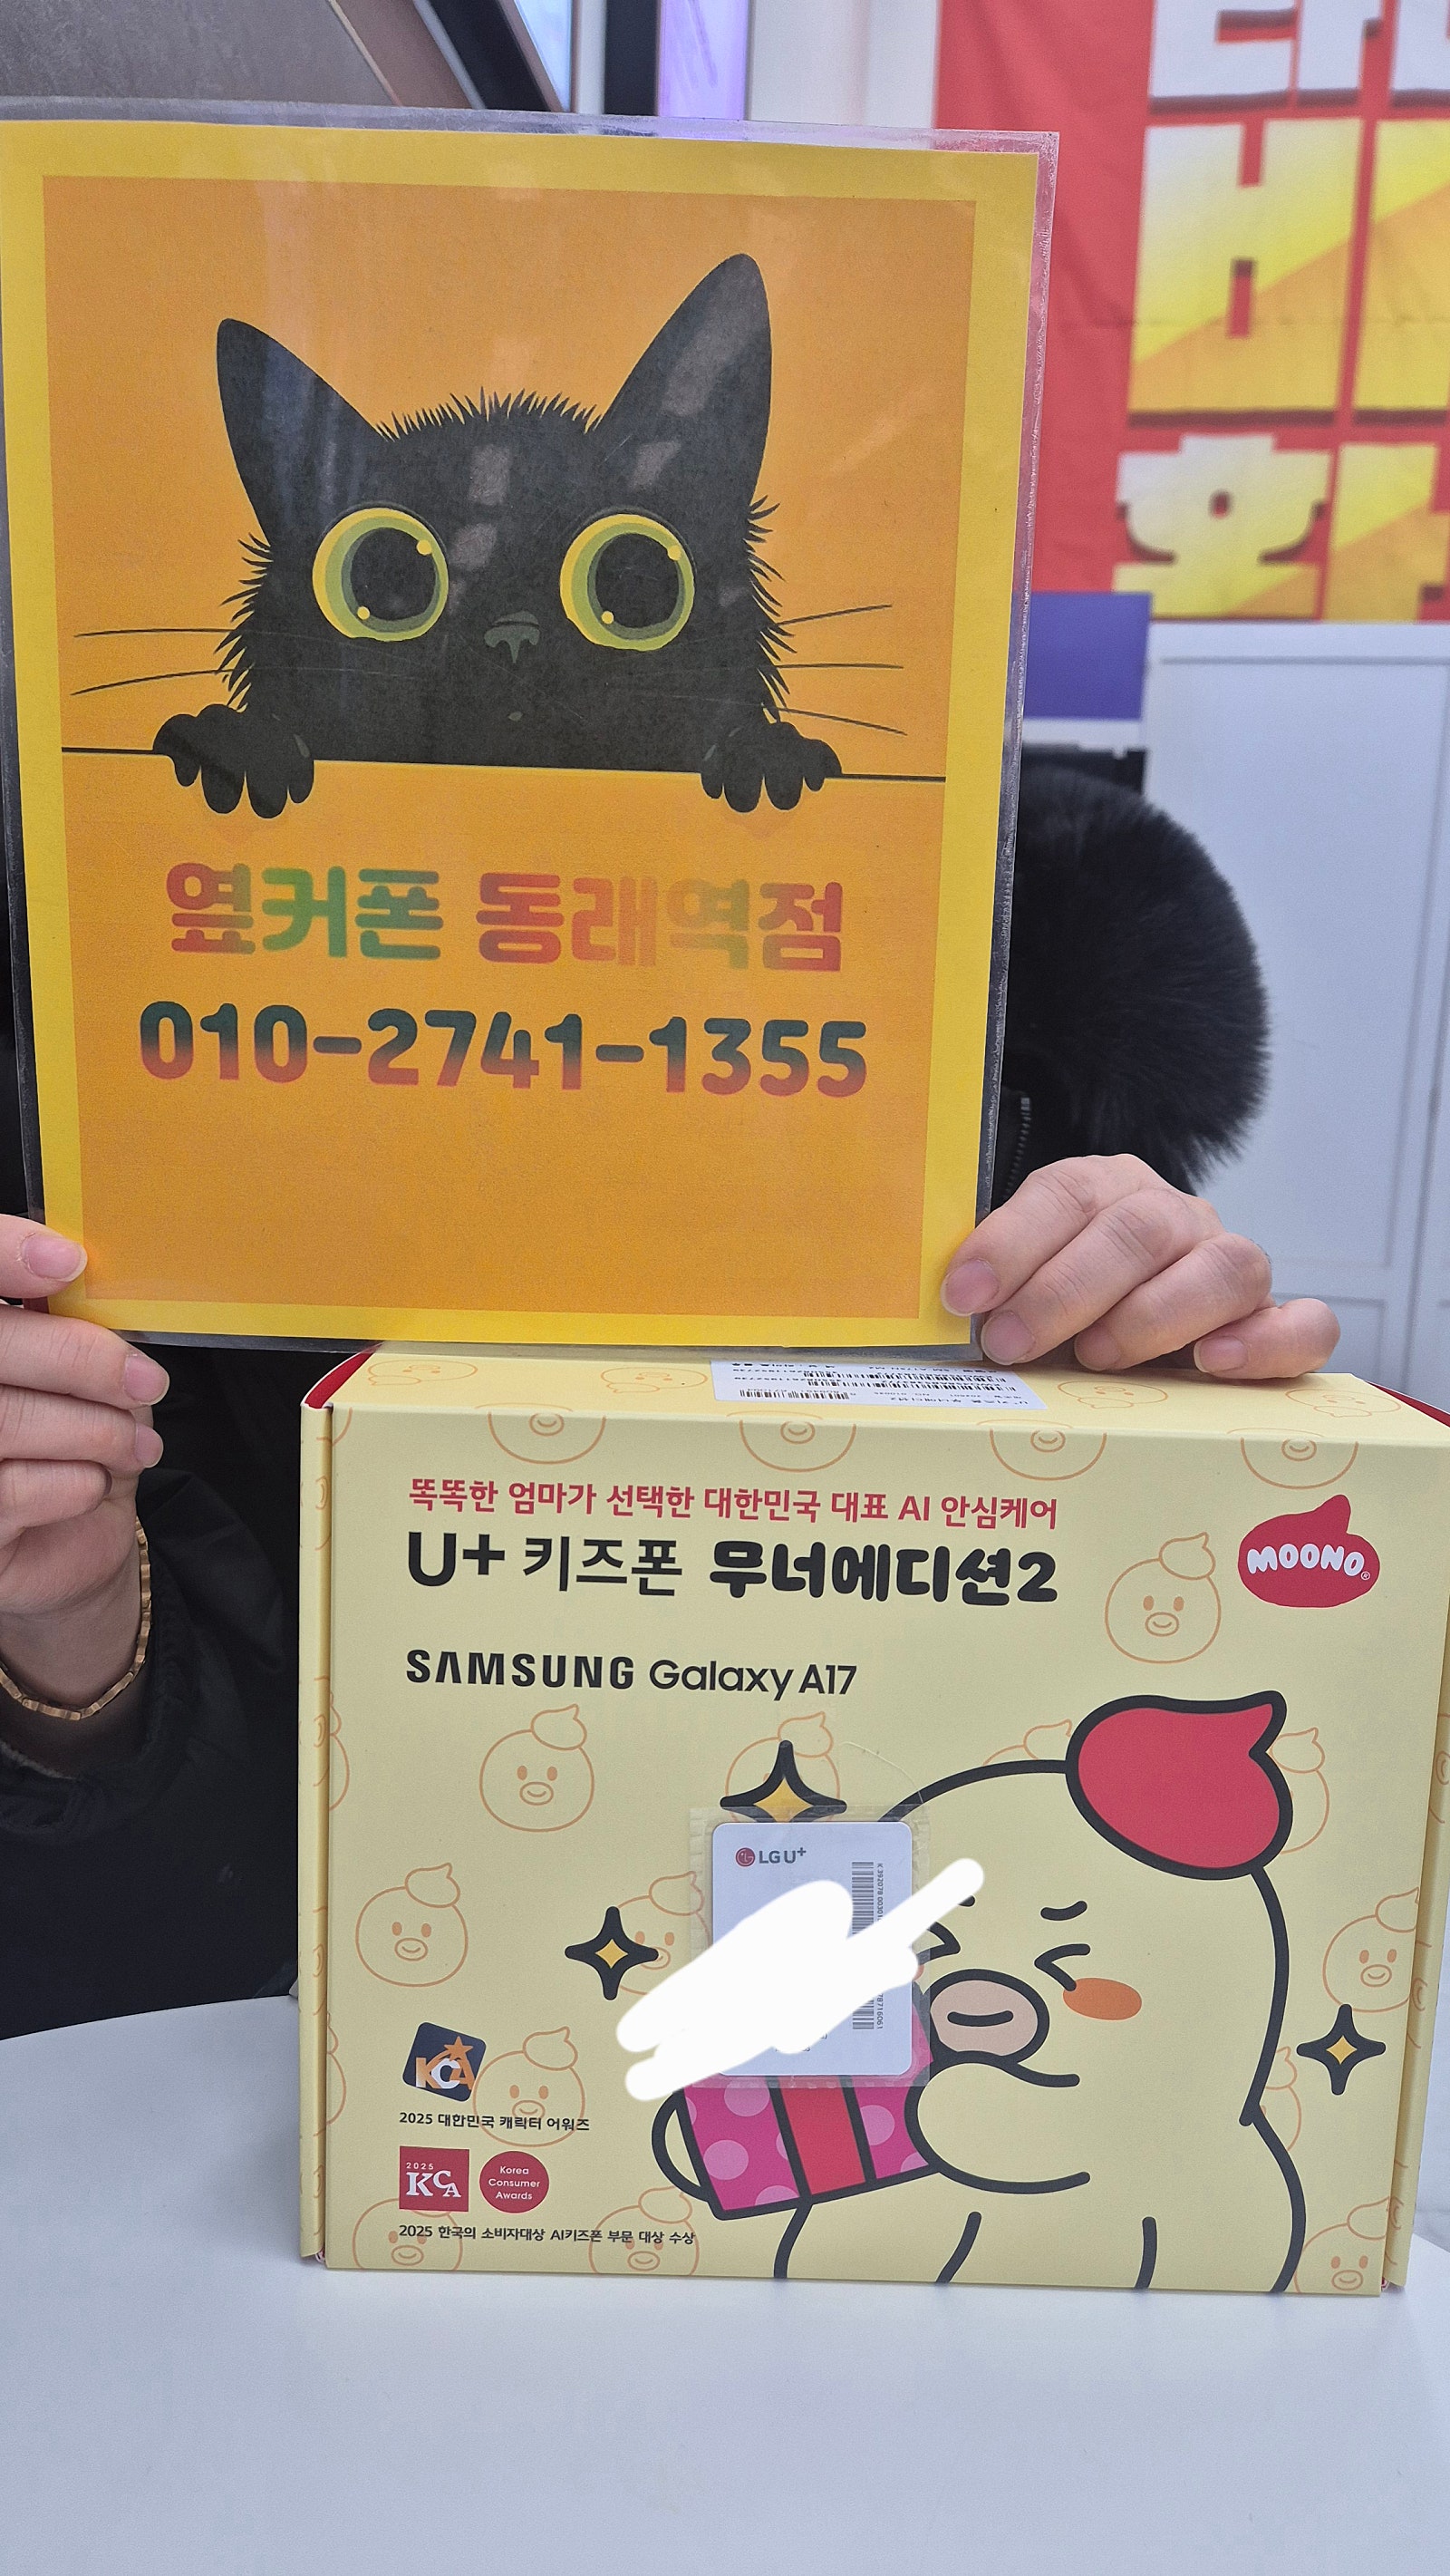 옆커폰 동래역점
010-2741-1355
똑똑한 엄마가 선택한 대한민국 대표 AI 안심케어
U+ 키즈폰 무너에디션2
MOONO
SAMSUNG Galaxy A17
LG U+
KCA
2025 대한민국 캐릭터 어워즈
2025
KCA
Korea
Consumer
Awards
2025 한국의 소비자대상 AI키즈폰 부문 대상 수상